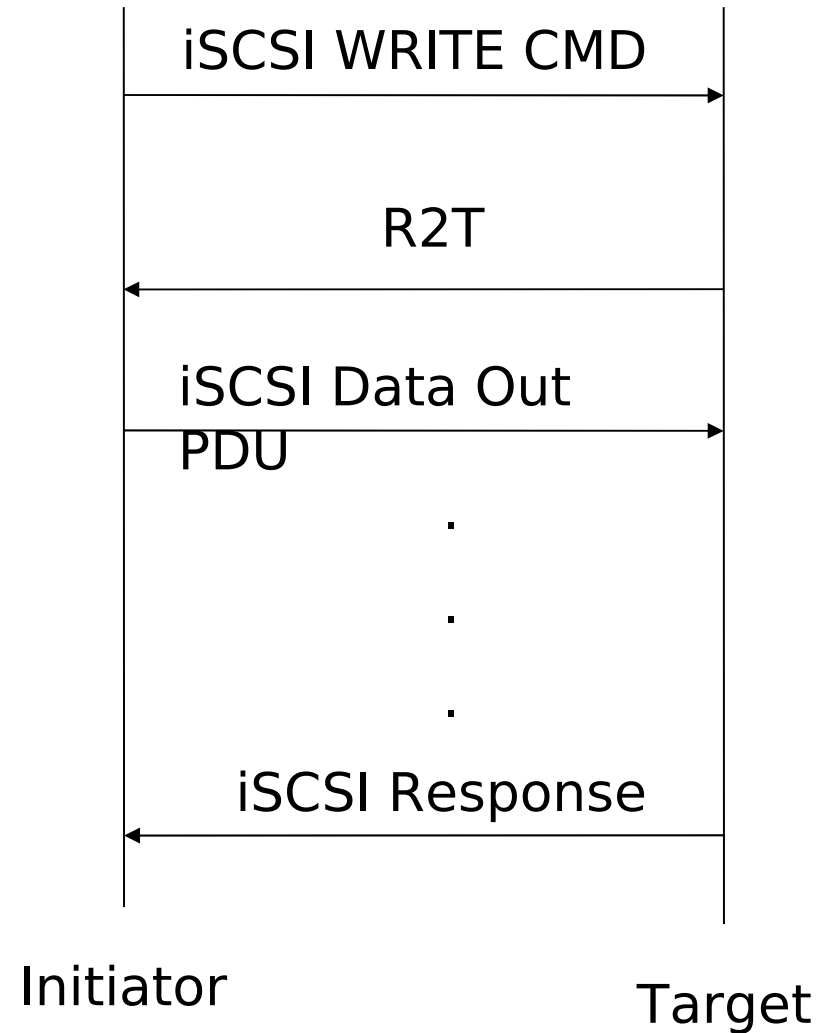 iSCSI WRITE CMD
R2T
iSCSI Data Out
PDU
.
.
.
iSCSI Response
Initiator
Target